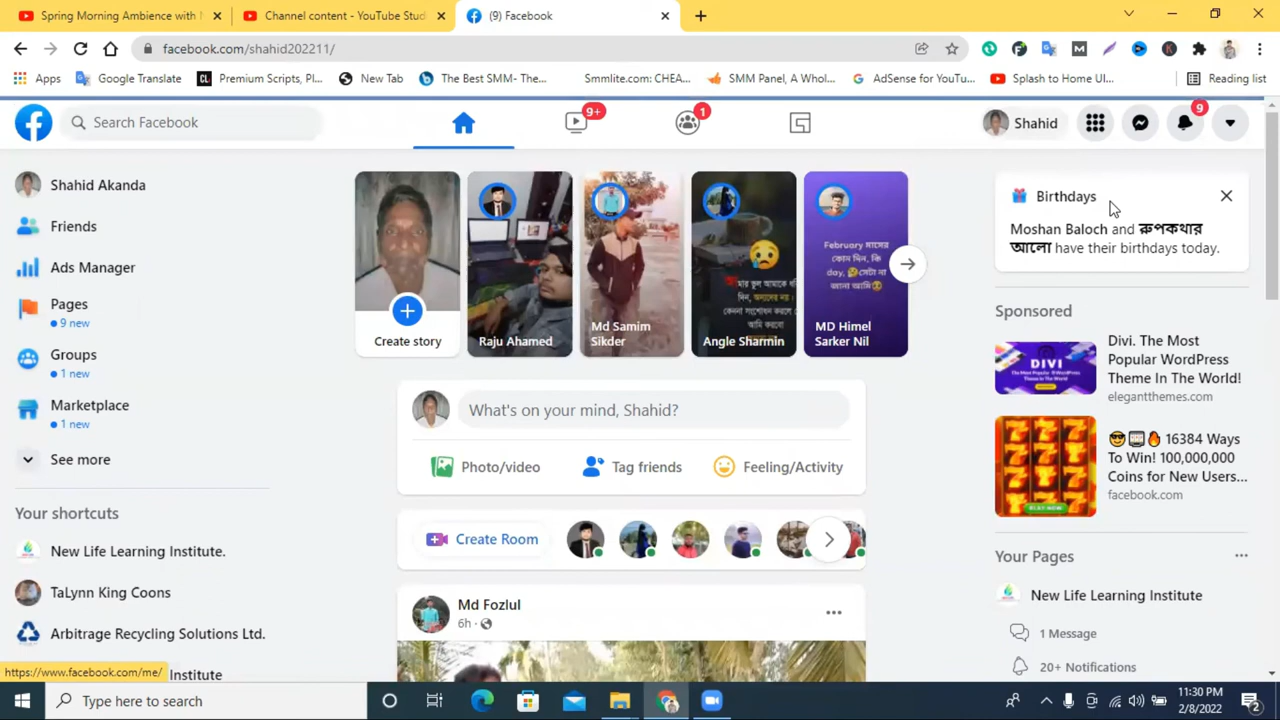 Spring Morning Ambience with
Channel content - YouTube Stud
(9) Facebook
facebook.com/shahid202211/
Apps
Google Translate
Premium Scripts, Pl...
New Tab
The Best SMM- The...
Smmlite.com: CHEA...
SMM Panel, A Whol...
AdSense for YouTu...
Splash to Home UI...
Reading list
Search Facebook
9+
1
Shahid
9
Shahid Akanda
Friends
Ads Manager
Pages
9 new
Groups
1 new
Marketplace
1 new
See more
Your shortcuts
New Life Learning Institute.
TaLynn King Coons
Arbitrage Recycling Solutions Ltd.
Institute
https://www.facebook.com/me/
Create story
Raju Ahamed
Md Samim
Sikder
Angle Sharmin
February মাসের
কোন দিন, কি
day, 🤔সেটা না
জানা আমি🤔
MD Himel
Sarker Nil
What's on your mind, Shahid?
Photo/video
Tag friends
Feeling/Activity
Create Room
Md Fozlul
6h
Birthdays
Moshan Baloch and রুপকথার
আলো have their birthdays today.
Sponsored
DIVI
Divi. The Most
Popular WordPress
Theme In The World!
elegantthemes.com
😎🎰🔥 16384 Ways
To Win! 100,000,000
Coins for New Users...
facebook.com
Your Pages
New Life Learning Institute
1 Message
20+ Notifications
Type here to search
11:30 PM
2/8/2022
2